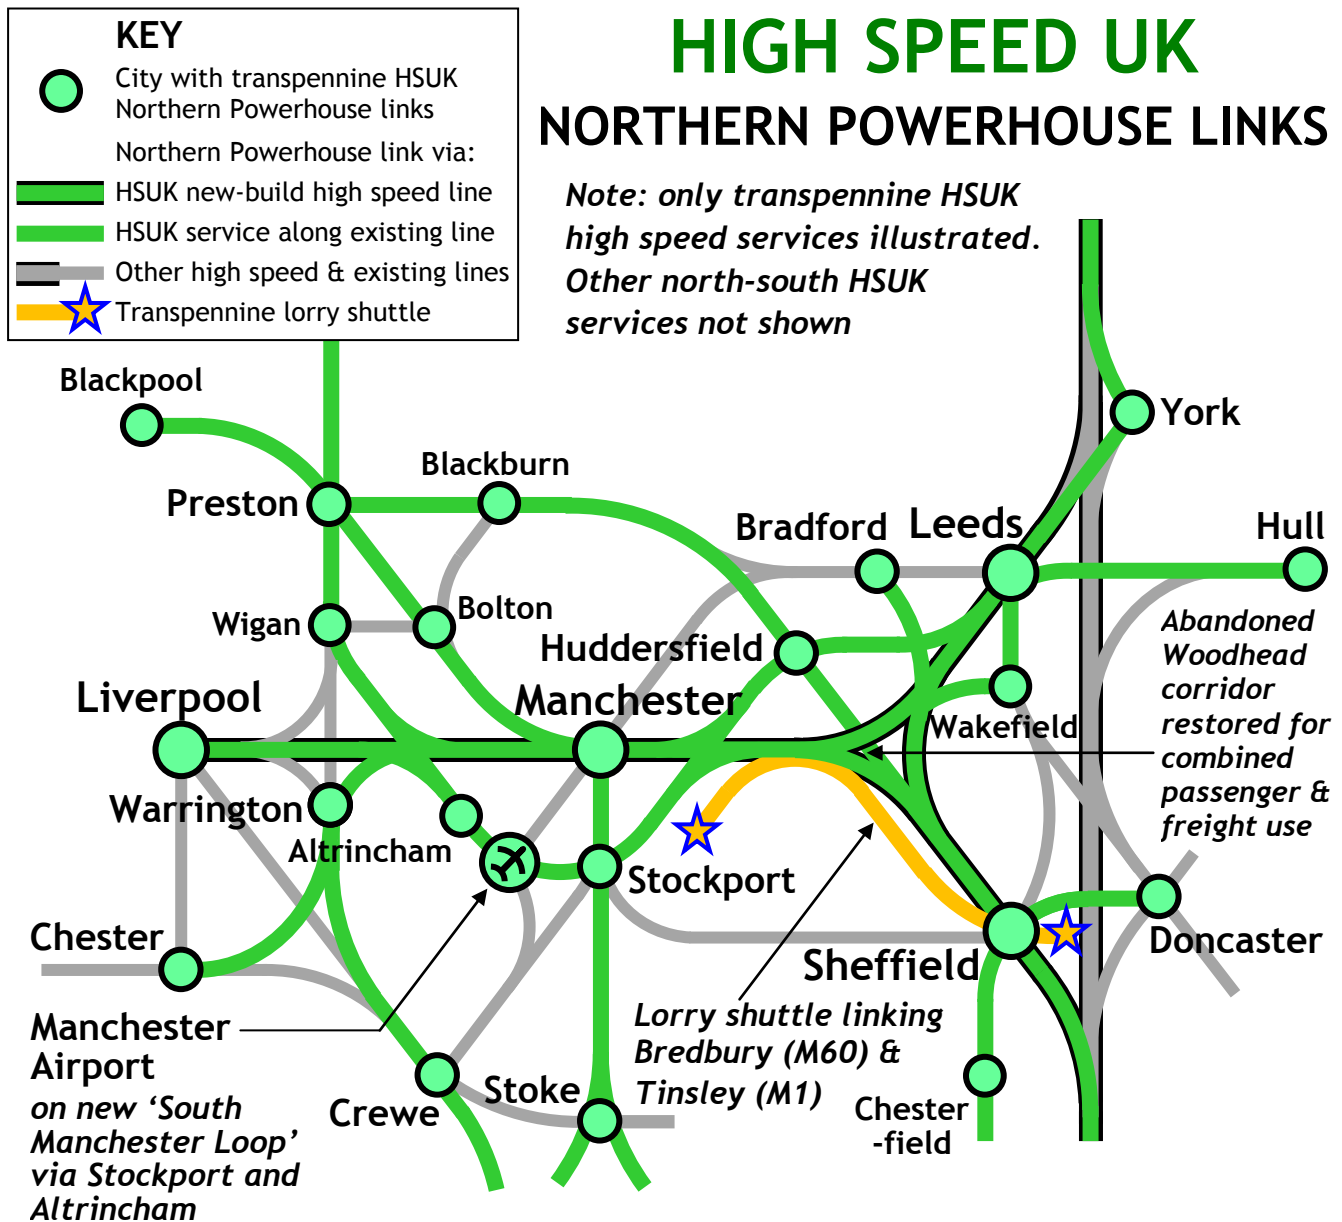 KEY
City with transpennine HSUK
Northern Powerhouse links
Northern Powerhouse link via:
HSUK new-build high speed line
HSUK service along existing line
Other high speed & existing lines
Transpennine lorry shuttle
HIGH SPEED UK
NORTHERN POWERHOUSE LINKS
Note: only transpennine HSUK
high speed services illustrated.
Other north-south HSUK
services not shown
Blackpool
York
Blackburn
Preston
Bradford
Leeds
Hull
Wigan
Bolton
Huddersfield
Abandoned
Woodhead
corridor
restored for
combined
passenger &
freight use
Liverpool
Manchester
Wakefield
Warrington
Altrincham
Stockport
Chester
Sheffield
Doncaster
Manchester
Airport
on new ‘South
Manchester Loop’
via Stockport and
Altrincham
Lorry shuttle linking
Bredbury (M60) &
Tinsley (M1)
Crewe
Stoke
Chester
-field